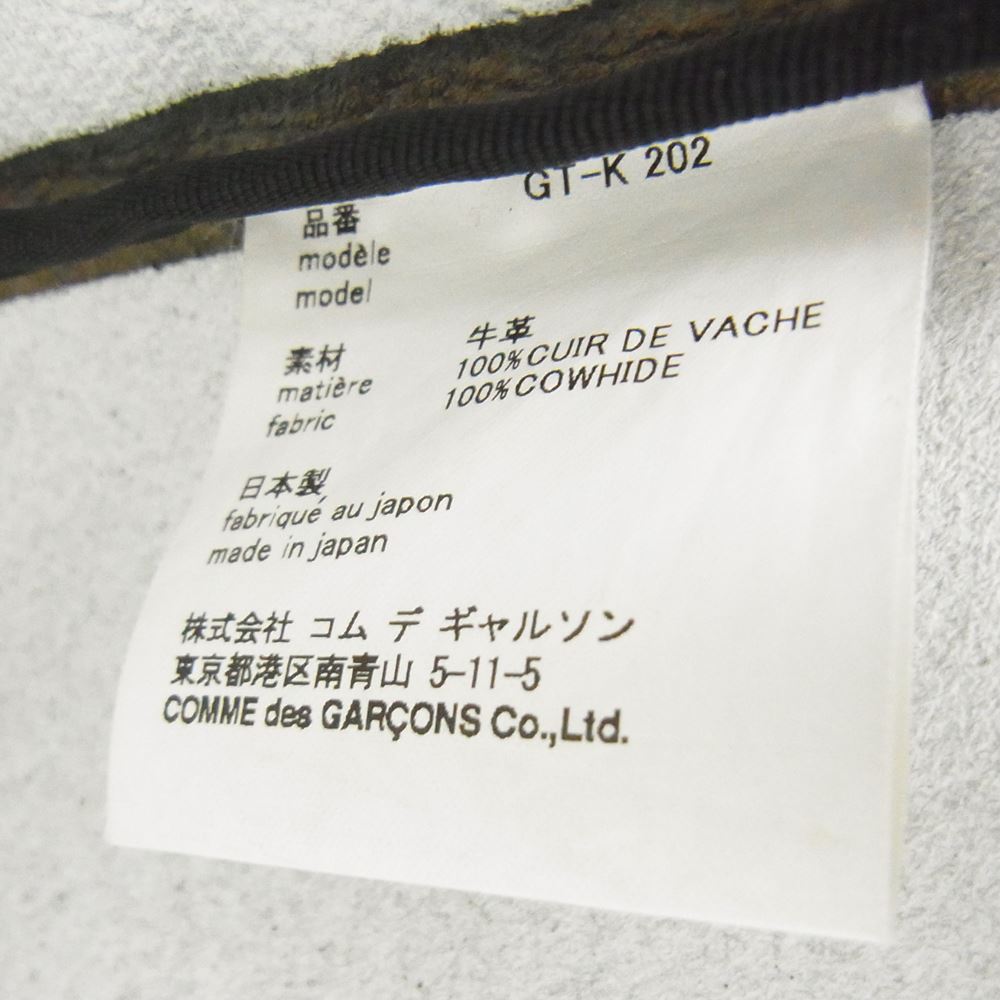 GT-K 202
品番
modèle
model
素材 牛革
matière 100%CUIR DE VACHE
fabric 100%COWHIDE
日本製
fabriqué au japon
made in japan
株式会社 コム デ ギャルソン
東京都港区南青山 5-11-5
COMME des GARÇONS Co.,Ltd.